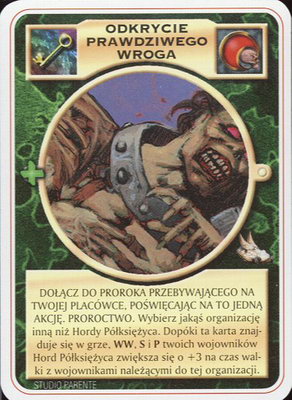 ODKRYCIE
PRAWDZIWEGO
WROGA
DOŁĄCZ DO PROROKA PRZEBYWAJĄCEGO NA
TWOJEJ PLACÓWCE, POŚWIĘCAJĄC NA TO JEDNĄ
AKCJĘ. PROROCTWO. Wybierz jakąś organizację
inną niż Hordy Półksiężyca. Dopóki ta karta znaj-
duje się w grze, WW, S i P twoich wojowników
Hord Półksiężyca zwiększa się o +3 na czas wal-
ki z wojownikami należącymi do tej organizacji.
STUDIO PARENTE